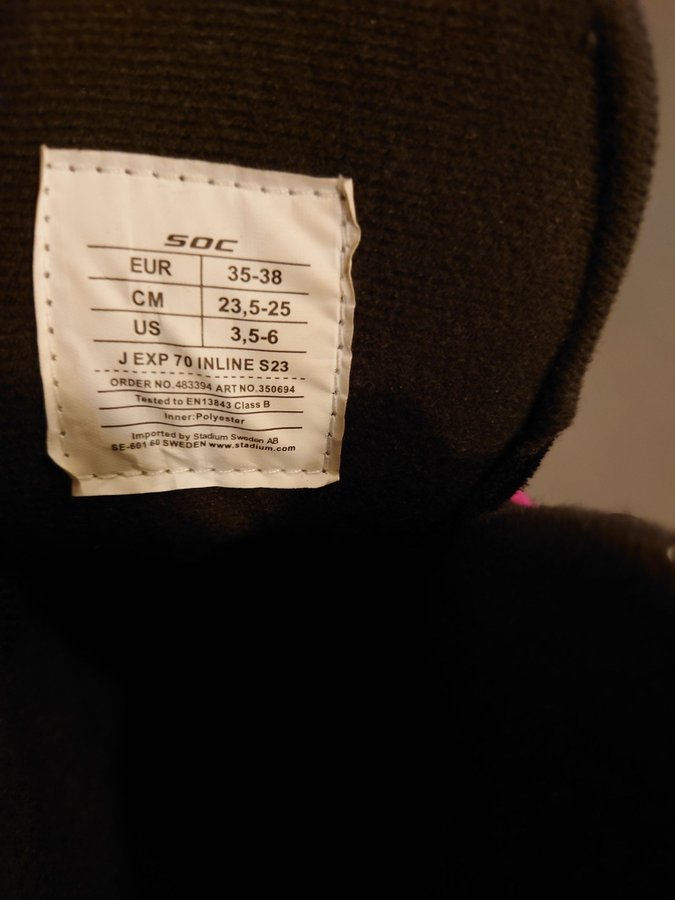 SOC
EUR 35-38
CM 23,5-25
US 3,5-6
J EXP 70 INLINE S23
ORDER NO.483394 ART NO.350694
Tested to EN13843 Class B
Inner:Polyester
Imported by Stadium Sweden AB
SE-601 60 SWEDEN www.stadium.com